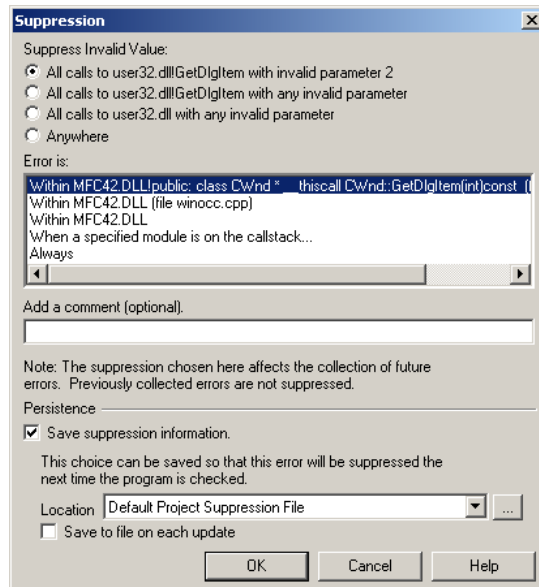 Suppression
Suppress Invalid Value:
All calls to user32.dll!GetDlgItem with invalid parameter 2
All calls to user32.dll!GetDlgItem with any invalid parameter
All calls to user32.dll with any invalid parameter
Anywhere
Error is:
Within MFC42.DLL!public: class CWnd * __thiscall CWnd::GetDlgItem(int)const (
Within MFC42.DLL (file winocc.cpp)
Within MFC42.DLL
When a specified module is on the callstack...
Always
Add a comment (optional).
Note: The suppression chosen here affects the collection of future
errors. Previously collected errors are not suppressed.
Persistence
Save suppression information.
This choice can be saved so that this error will be suppressed the
next time the program is checked.
Location Default Project Suppression File ...
Save to file on each update
OK Cancel Help